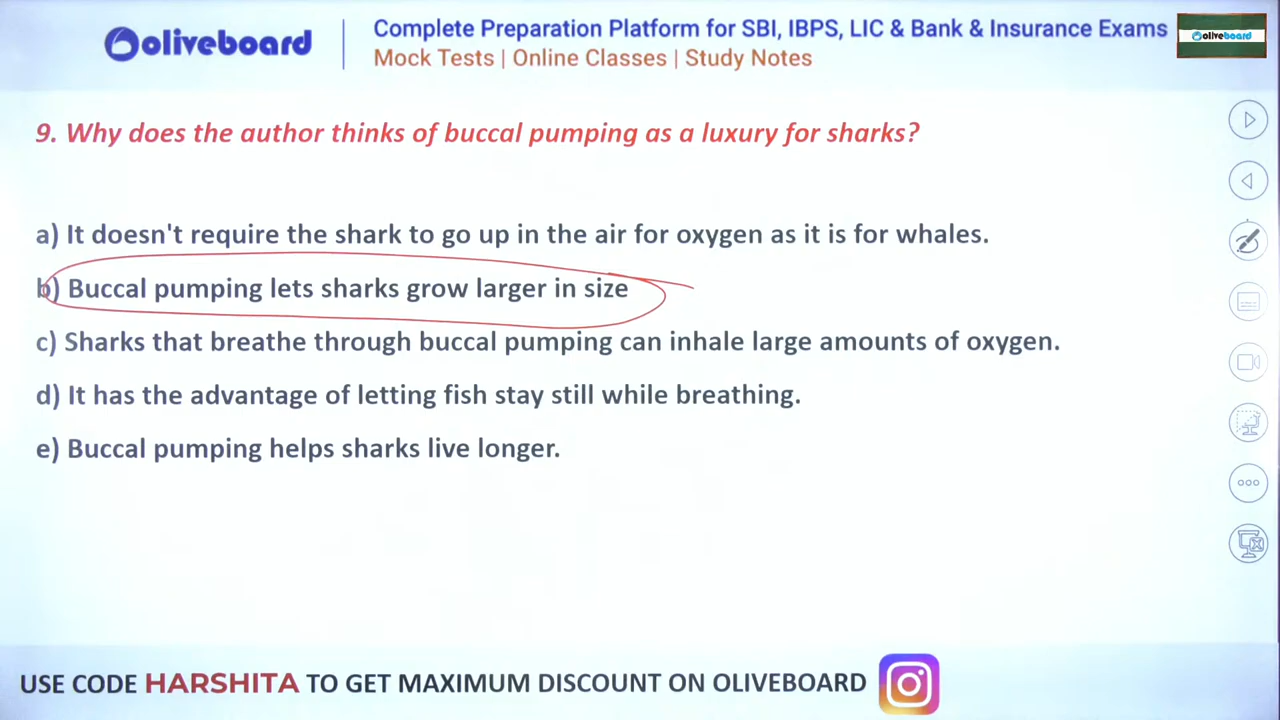 oliveboard
Complete Preparation Platform for SBI, IBPS, LIC & Bank & Insurance Exams
Mock Tests | Online Classes | Study Notes
oliveboard
9. Why does the author thinks of buccal pumping as a luxury for sharks?
a) It doesn't require the shark to go up in the air for oxygen as it is for whales.
b) Buccal pumping lets sharks grow larger in size
c) Sharks that breathe through buccal pumping can inhale large amounts of oxygen.
d) It has the advantage of letting fish stay still while breathing.
e) Buccal pumping helps sharks live longer.
USE CODE HARSHITA TO GET MAXIMUM DISCOUNT ON OLIVEBOARD